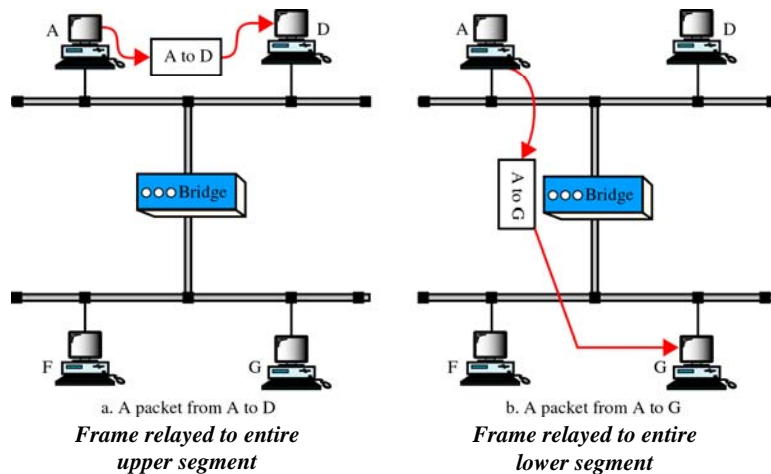 A
A to D
D
Bridge
F
G
a. A packet from A to D
Frame relayed to entire
upper segment
A
D
A to G
Bridge
F
G
b. A packet from A to G
Frame relayed to entire
lower segment